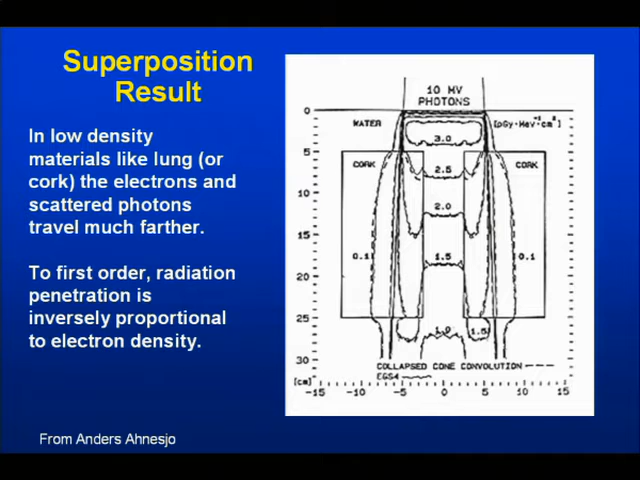 Superposition
Result
In low density
materials like lung (or
cork) the electrons and
scattered photons
travel much farther.
To first order, radiation
penetration is
inversely proportional
to electron density.
From Anders Ahnesjo
10 MV
PHOTONS
0
WATER
[pGy·MeV⁻¹cm²]
3.0
5
CORK
2.5
CORK
10
2.0
15
0.1
1.5
0.1
20
25
1.0
1.5
30
COLLAPSED CONE CONVOLUTION
[cm]
EGS4
-15
-10
-5
0
5
10
15